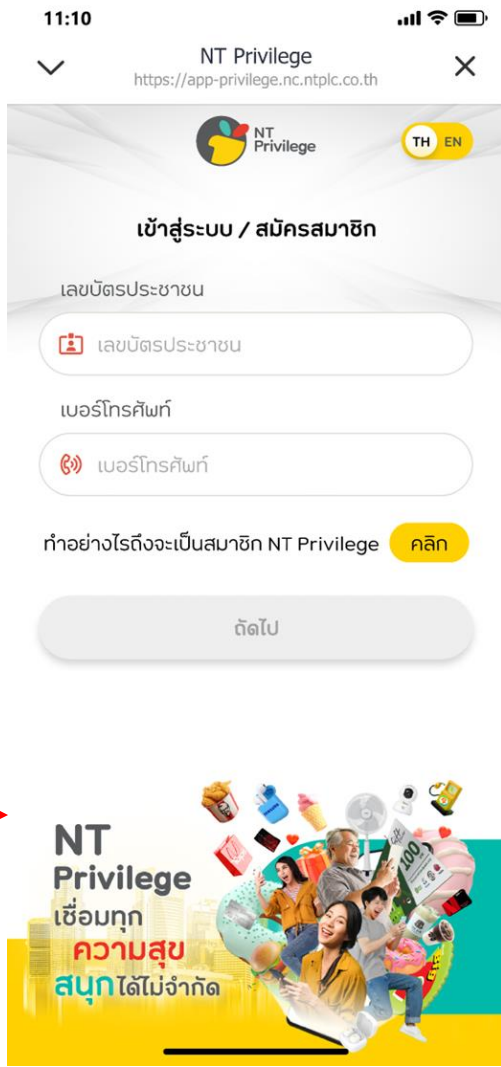 11:10
NT Privilege
https://app-privilege.nc.ntplc.co.th
NT
Privilege
TH EN
เข้าสู่ระบบ / สมัครสมาชิก
เลขบัตรประชาชน
เลขบัตรประชาชน
เบอร์โทรศัพท์
เบอร์โทรศัพท์
ทำอย่างไรถึงจะเป็นสมาชิก NT Privilege คลิก
ถัดไป
NT
Privilege
เชื่อมทุก
ความสุข
สนุกได้ไม่จำกัด
KFC
Gift
100